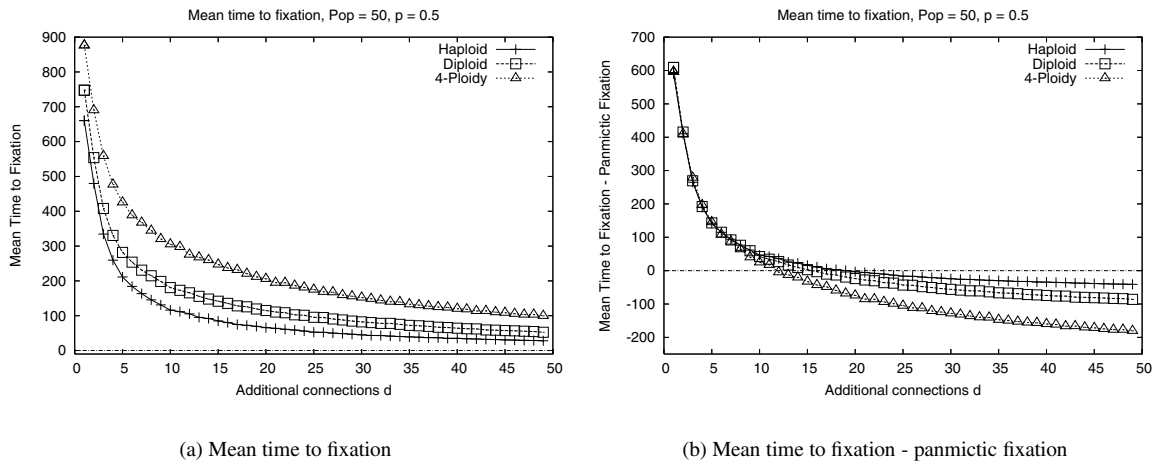 Mean time to fixation, Pop = 50, p = 0.5
900
800
700
600
500
400
300
200
100
0
Mean Time to Fixation
Haploid
Diploid
4-Ploidy
0 5 10 15 20 25 30 35 40 45 50
Additional connections d
(a) Mean time to fixation
Mean time to fixation, Pop = 50, p = 0.5
700
600
500
400
300
200
100
0
-100
-200
Mean Time to Fixation - Panmictic Fixation
Haploid
Diploid
4-Ploidy
0 5 10 15 20 25 30 35 40 45 50
Additional connections d
(b) Mean time to fixation - panmictic fixation